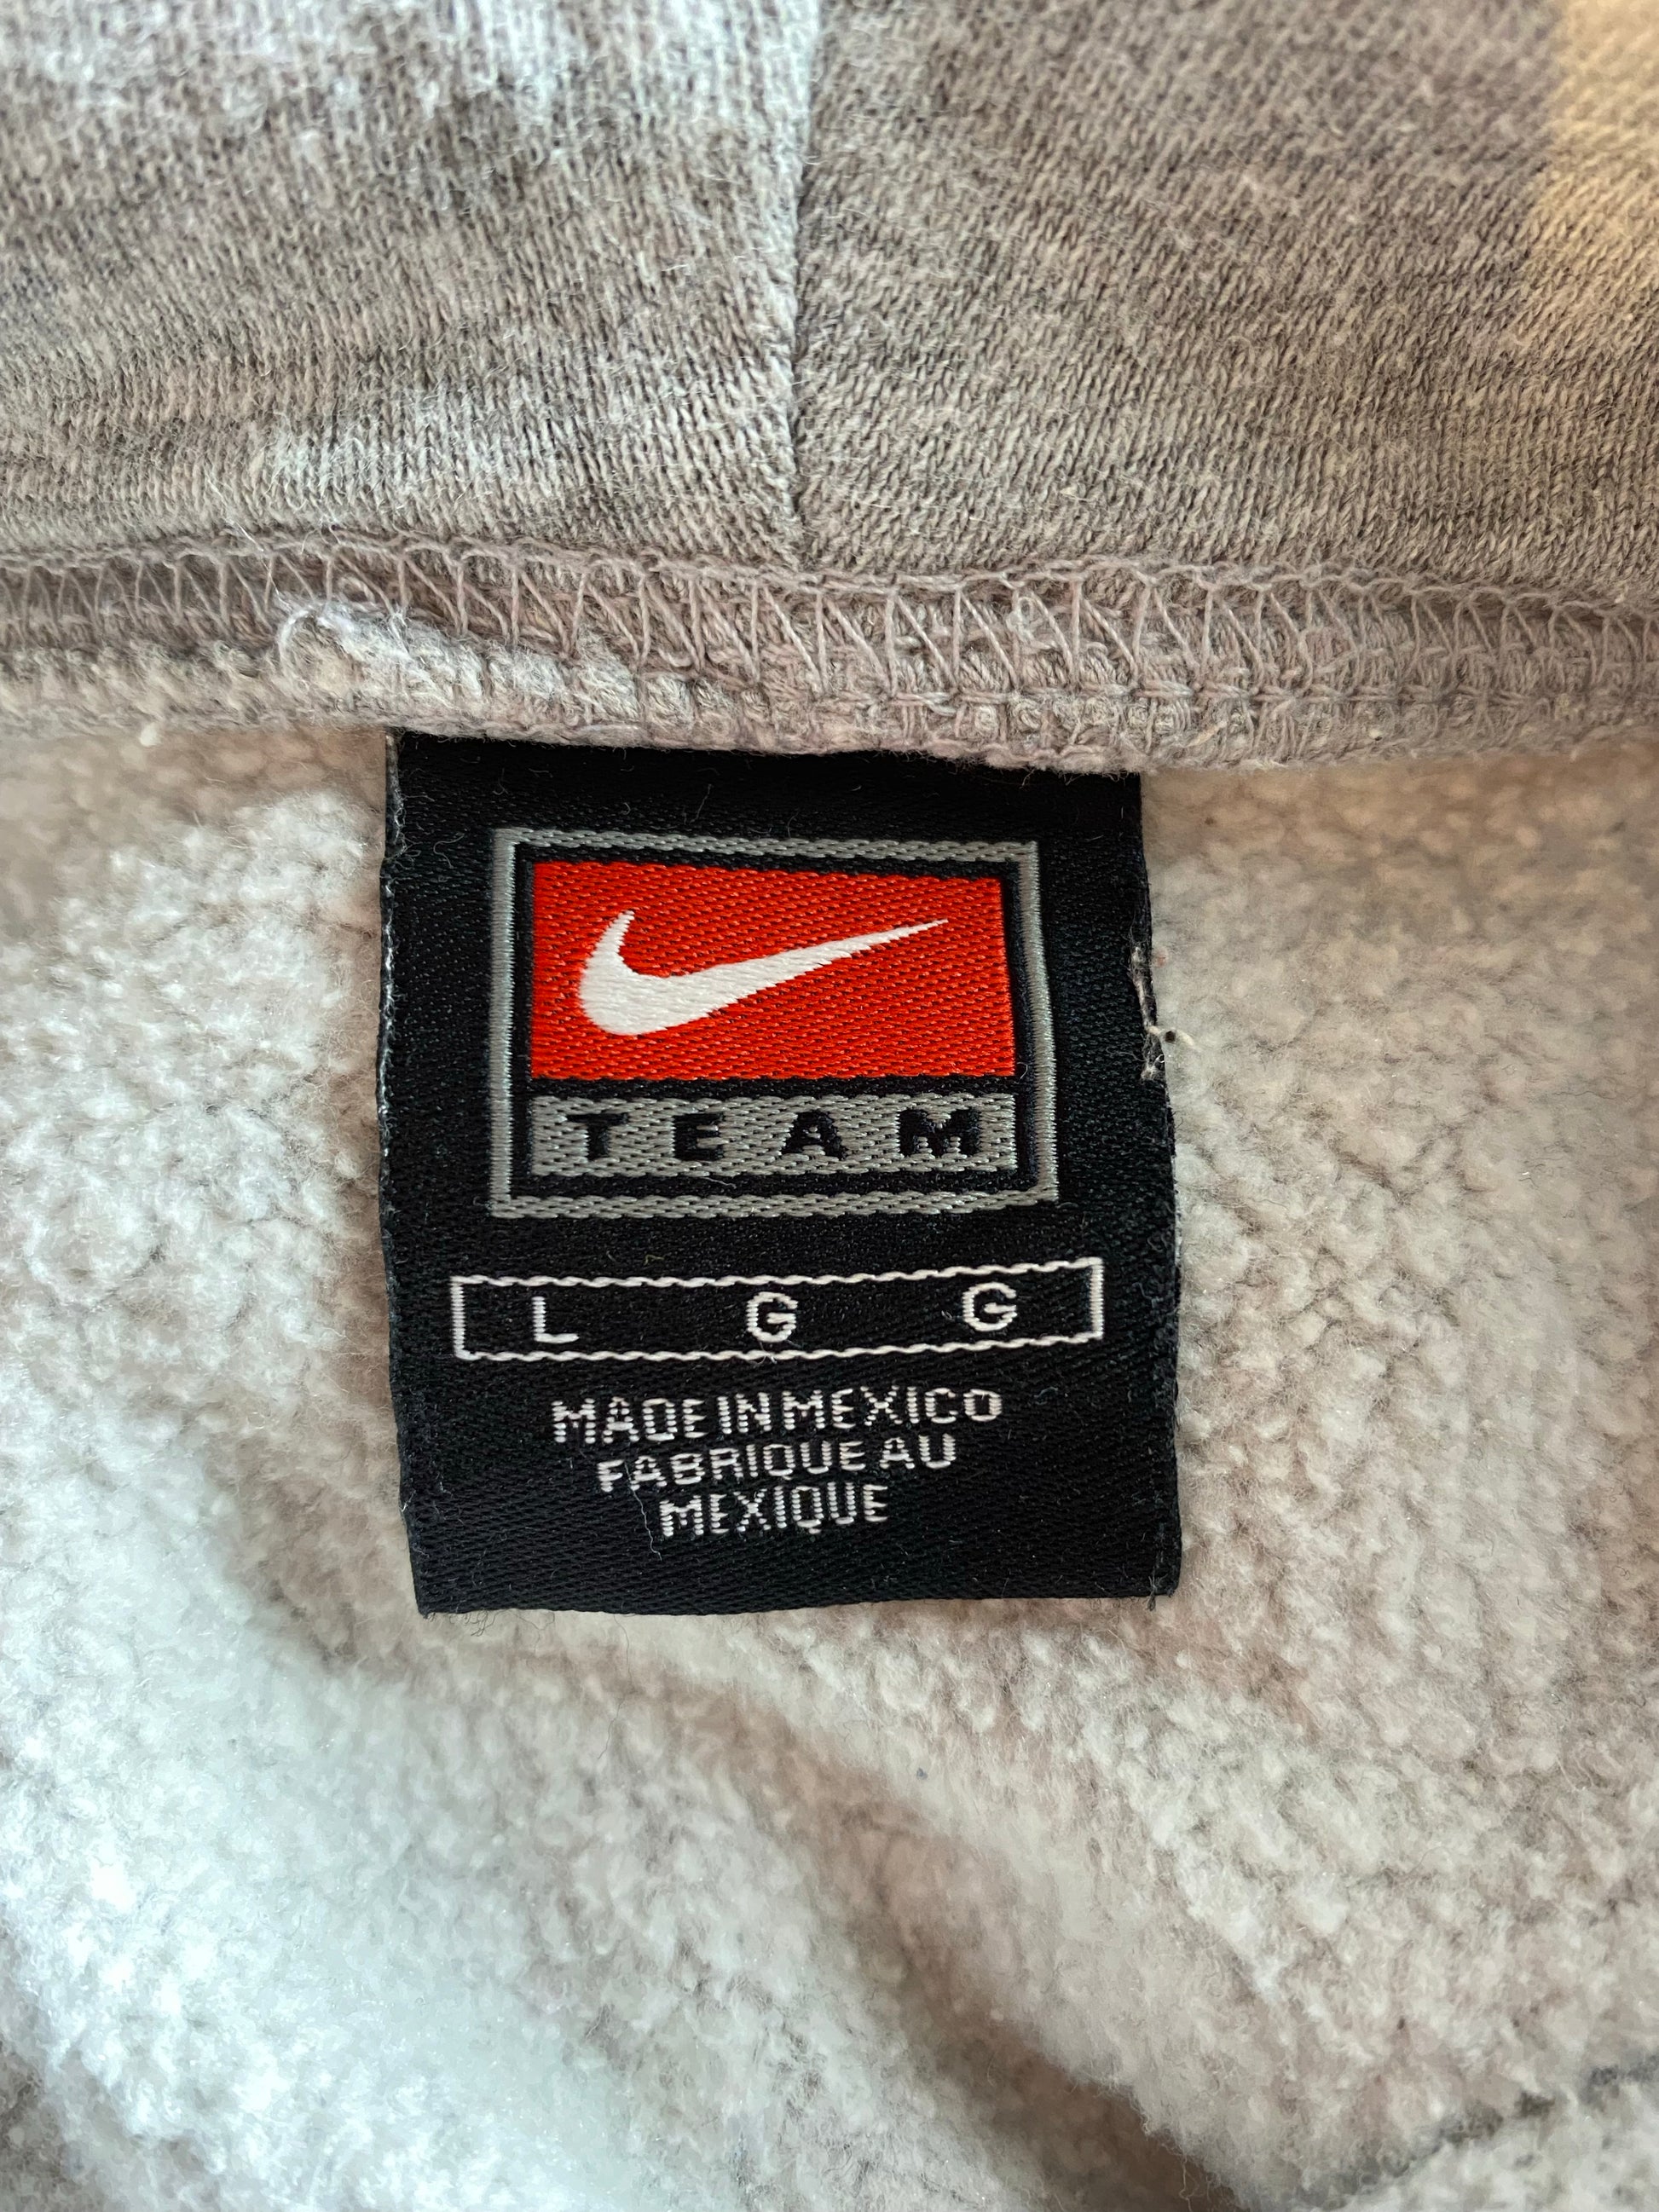 TEAM
L G G
MADE IN MEXICO
FABRIQUE AU
MEXIQUE